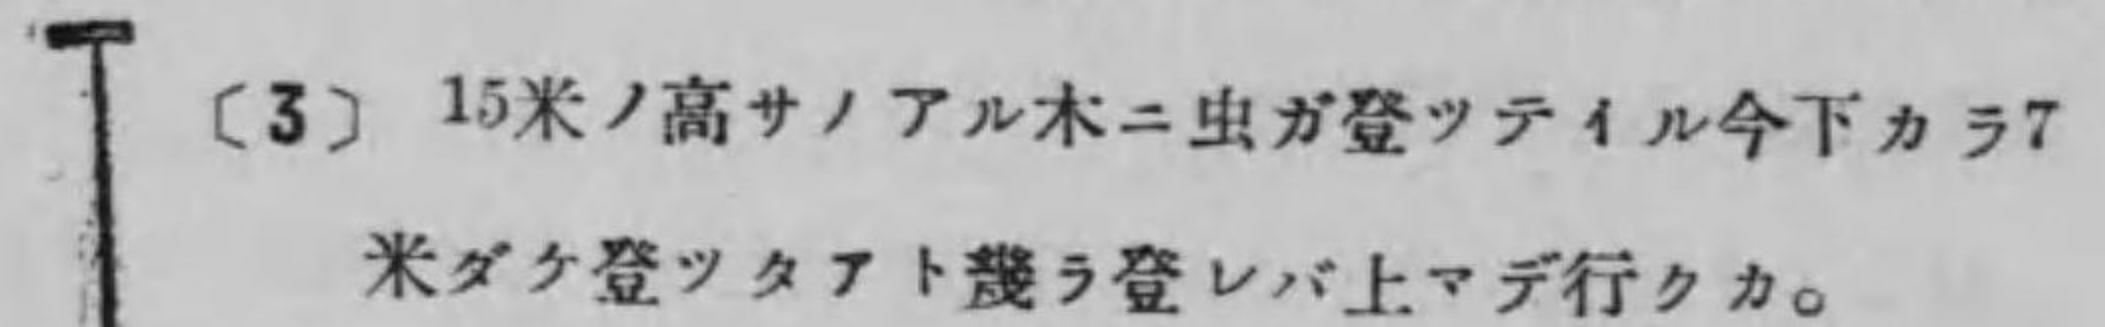 〔3〕 15米ノ高サノアル木ニ虫ガ登ツテイル今下カラ7
米ダケ登ツタアト幾ラ登レバ上マデ行クカ。